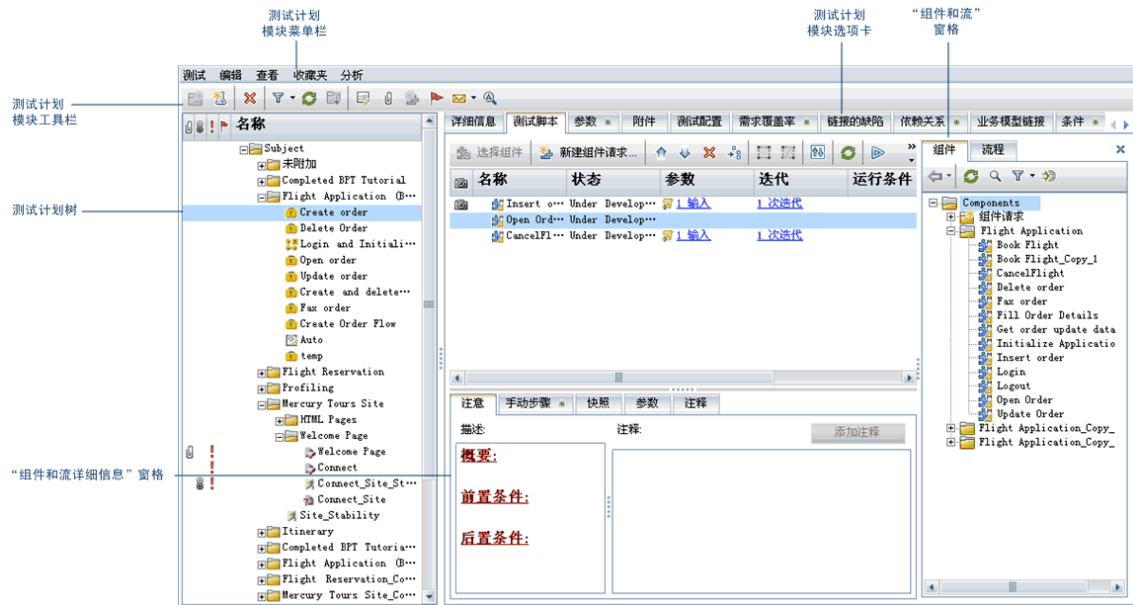 测试计划
模块菜单栏
测试计划
模块选项卡
“组件和流”
窗格
测试计划
模块工具栏
测试计划树
“组件和流详细信息”窗格
测试 编辑 查看 收藏夹 分析
名称
Subject
未附加
Completed BPT Tutorial
Flight Application (B…
Create order
Delete Order
Login and Initiali…
Open order
Update order
Create and delete…
Fax order
Create Order Flow
Auto
temp
Flight Reservation
Profiling
Mercury Tours Site
HTML Pages
Welcome Page
Welcome Page
Connect
Connect_Site_St…
Connect_Site
Site_Stability
Itinerary
Completed BPT Tutoria…
Flight Application (B…
Flight Reservation_Co…
Mercury Tours Site_Co…
详细信息 测试脚本 参数 * 附件 测试配置 需求覆盖率 * 链接的缺陷 依赖关系 * 业务模型链接 条件 *
选择组件 新建组件请求... »
名称 状态 参数 迭代 运行条件
Insert o… Under Develop… 1 输入 1 次迭代
Open Ord… Under Develop…
CancelFl… Under Develop… 1 输入 1 次迭代
注意 手动步骤 * 快照 参数 注释
描述: 注释: 添加注释
概要:
前置条件:
后置条件:
组件 流程
Components
组件请求
Flight Application
Book Flight
Book Flight_Copy_1
CancelFlight
Delete order
Fax order
Fill Order Details
Get order update data
Initialize Applicatio
Insert order
Login
Logout
Open Order
Update Order
Flight Application_Copy_
Flight Application_Copy_